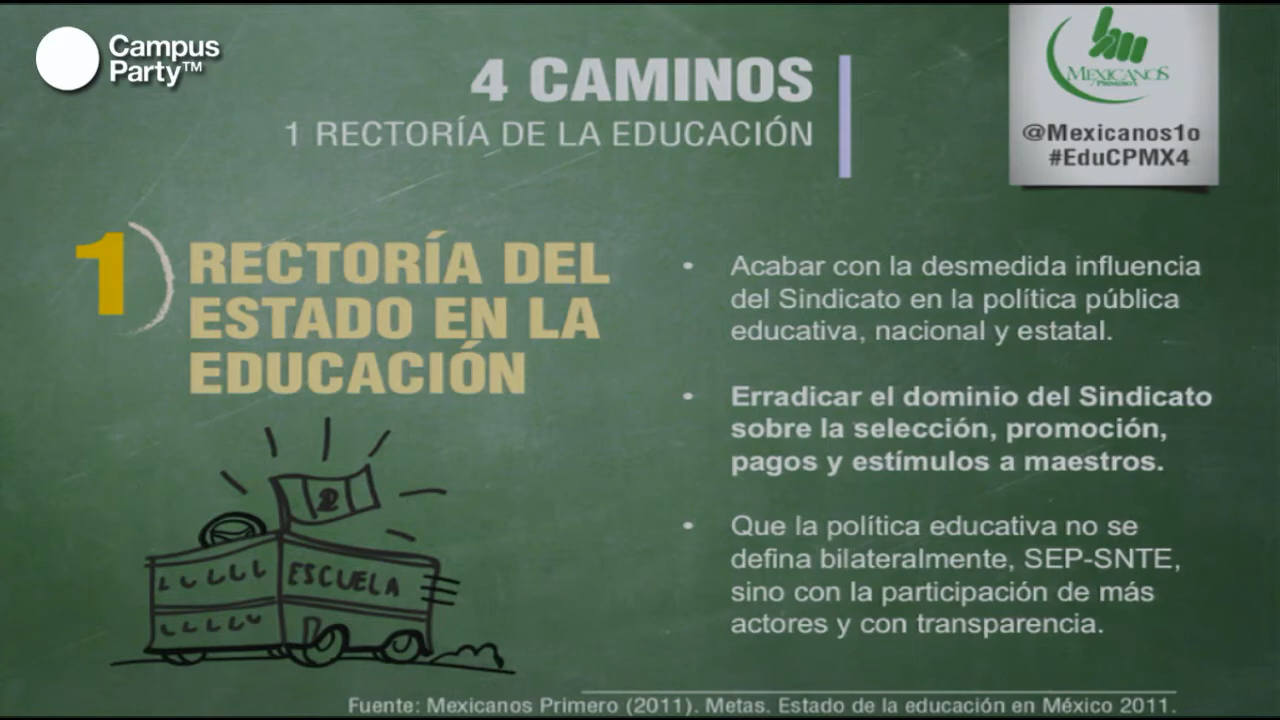 Campus
Party™
4 CAMINOS
1 RECTORÍA DE LA EDUCACIÓN
MEXICANOS
PRIMERO
@Mexicanos1o
#EduCPMX4
1
RECTORÍA DEL
ESTADO EN LA
EDUCACIÓN
ESCUELA
• Acabar con la desmedida influencia
del Sindicato en la política pública
educativa, nacional y estatal.
• Erradicar el dominio del Sindicato
sobre la selección, promoción,
pagos y estímulos a maestros.
• Que la política educativa no se
defina bilateralmente, SEP-SNTE,
sino con la participación de más
actores y con transparencia.
Fuente: Mexicanos Primero (2011). Metas. Estado de la educación en México 2011.